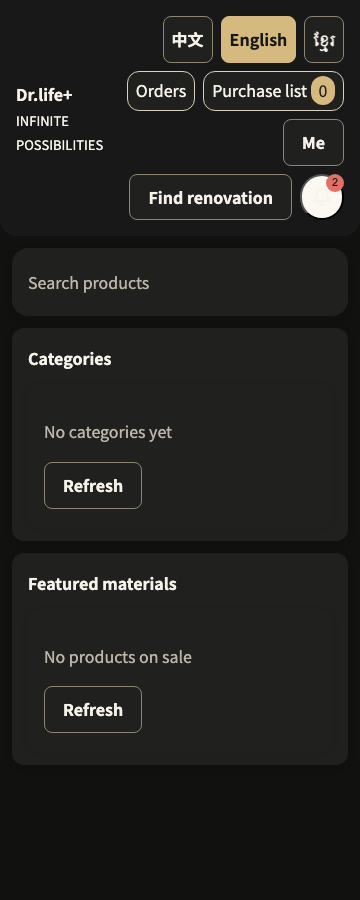 中文 English ខ្មែរ
Dr.life+
INFINITE
POSSIBILITIES
Orders Purchase list 0
Me
Find renovation 2
Search products
Categories
No categories yet
Refresh
Featured materials
No products on sale
Refresh